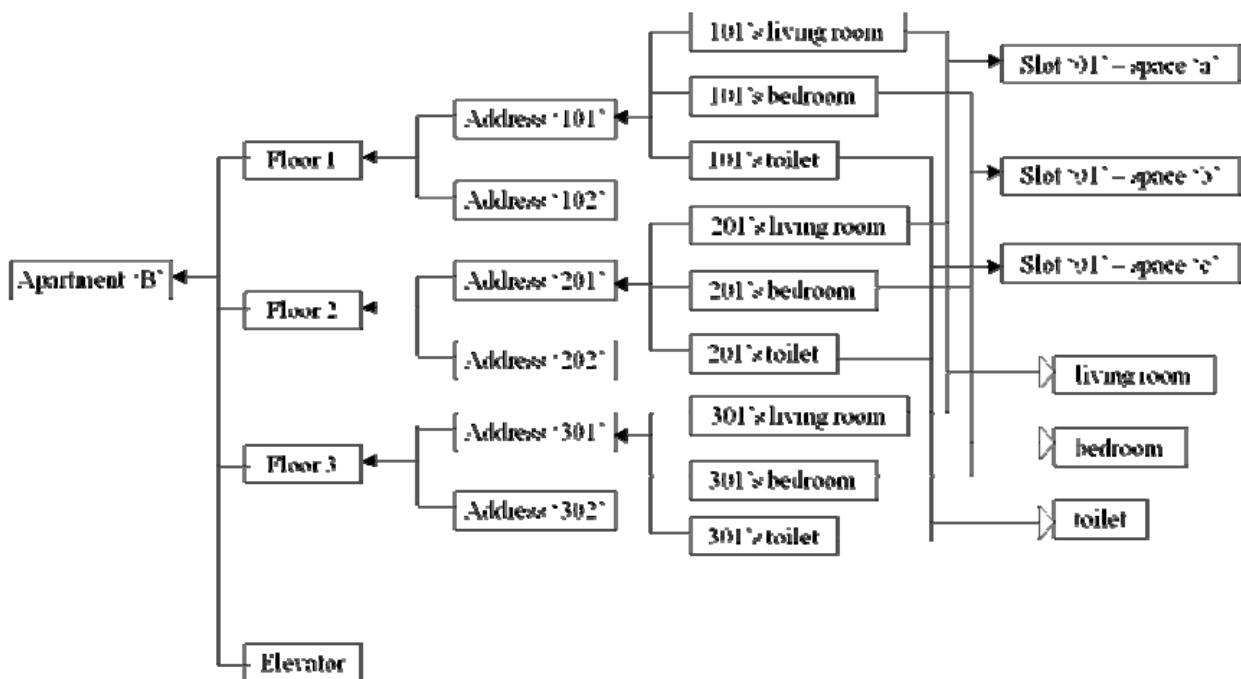 Apartment 'B'
Floor 1
Floor 2
Floor 3
Elevator
Address '101'
Address '102'
Address '201'
Address '202'
Address '301'
Address '302'
101's living room
101's bedroom
101's toilet
201's living room
201's bedroom
201's toilet
301's living room
301's bedroom
301's toilet
Slot '01' – space 'a'
Slot '01' – space 'b'
Slot '01' – space 'c'
living room
bedroom
toilet